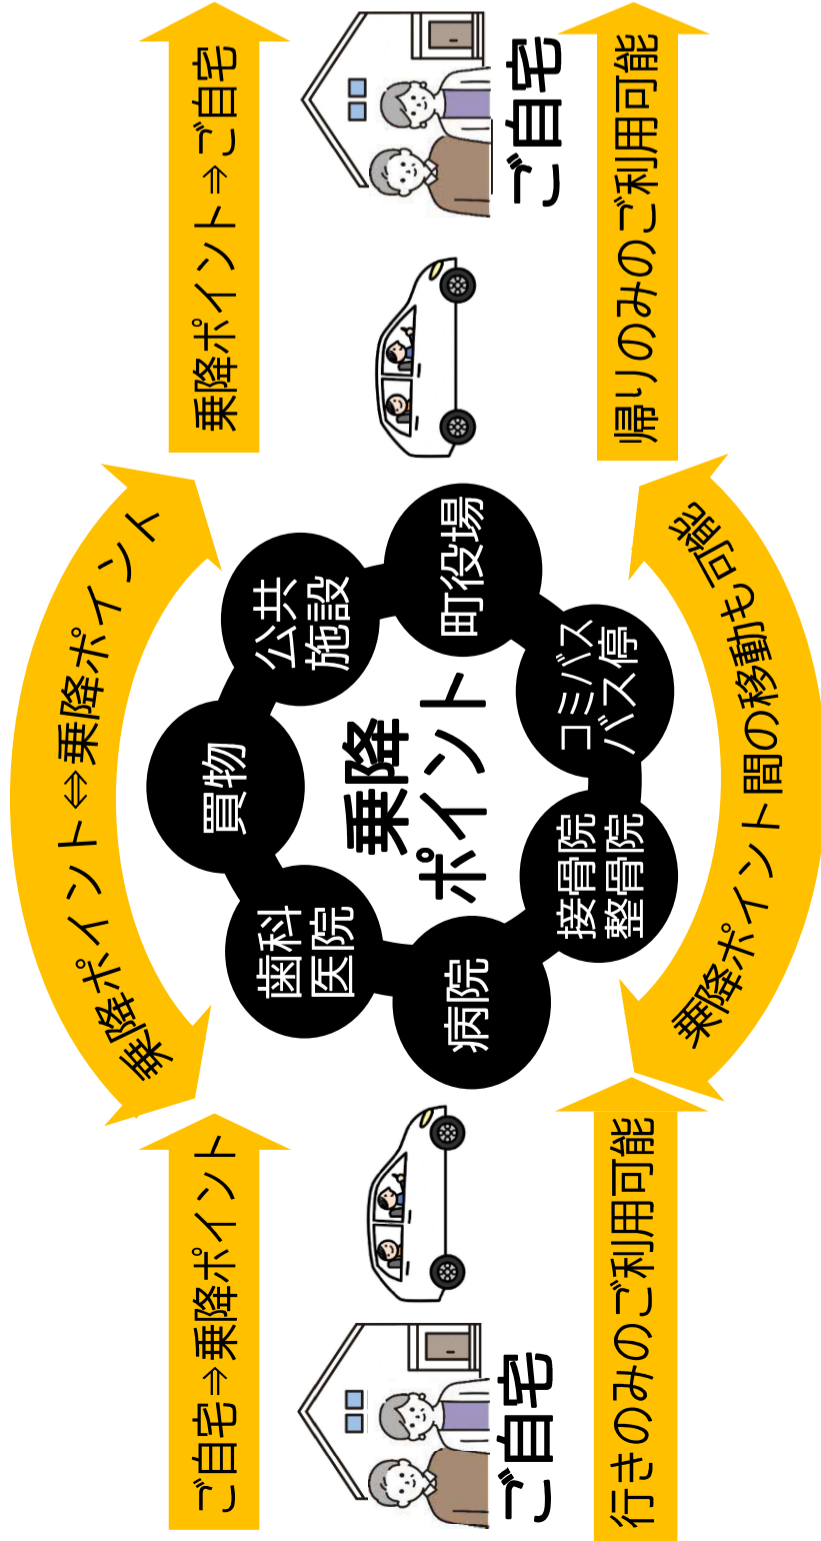 ご自宅⇒乗降ポイント
乗降ポイント⇔乗降ポイント
乗降ポイント⇒ご自宅
買物
歯科
医院
公共
施設
乗降
ポイント
病院
町役場
接骨院
整骨院
コミバス
バス停
ご自宅
ご自宅
行きのみのご利用可能
乗降ポイント間の移動も可能
帰りのみのご利用可能